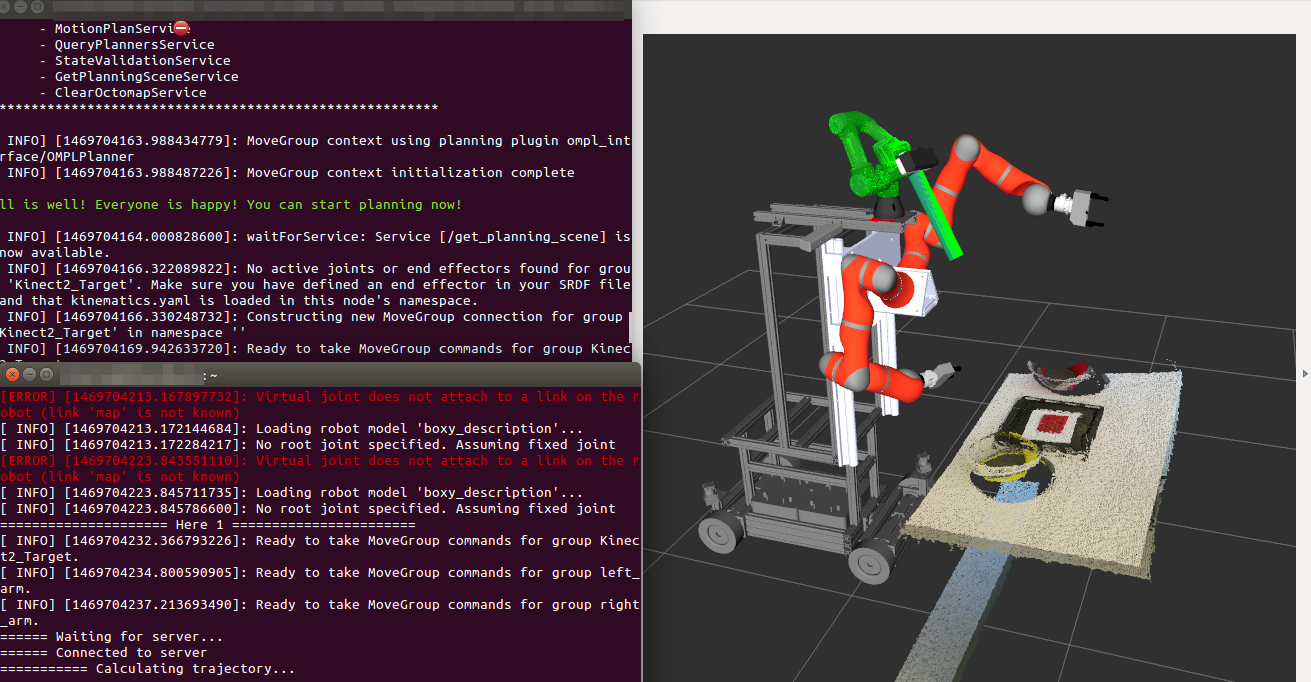 - MotionPlanServi
- QueryPlannersService
- StateValidationService
- GetPlanningSceneService
- ClearOctomapService
*******************************************************
INFO] [1469704163.988434779]: MoveGroup context using planning plugin ompl_int
rface/OMPLPlanner
INFO] [1469704163.988487226]: MoveGroup context initialization complete
ll is well! Everyone is happy! You can start planning now!
INFO] [1469704164.000828600]: waitForService: Service [/get_planning_scene] is
now available.
INFO] [1469704166.322089822]: No active joints or end effectors found for grou
'Kinect2_Target'. Make sure you have defined an end effector in your SRDF file
and that kinematics.yaml is loaded in this node's namespace.
INFO] [1469704166.330248732]: Constructing new MoveGroup connection for group
Kinect2_Target' in namespace ''
INFO] [1469704169.942633720]: Ready to take MoveGroup commands for group Kinec
:~
[ERROR] [1469704213.167897732]: Virtual joint does not attach to a link on the r
obot (link 'map' is not known)
[ INFO] [1469704213.172144684]: Loading robot model 'boxy_description'...
[ INFO] [1469704213.172284217]: No root joint specified. Assuming fixed joint
[ERROR] [1469704223.843551110]: Virtual joint does not attach to a link on the r
obot (link 'map' is not known)
[ INFO] [1469704223.845711735]: Loading robot model 'boxy_description'...
[ INFO] [1469704223.845786600]: No root joint specified. Assuming fixed joint
===================== Here 1 =======================
[ INFO] [1469704232.366793226]: Ready to take MoveGroup commands for group Kinec
t2_Target.
[ INFO] [1469704234.800590905]: Ready to take MoveGroup commands for group left_
arm.
[ INFO] [1469704237.213693490]: Ready to take MoveGroup commands for group right
_arm.
====== Waiting for server...
====== Connected to server
=========== Calculating trajectory...